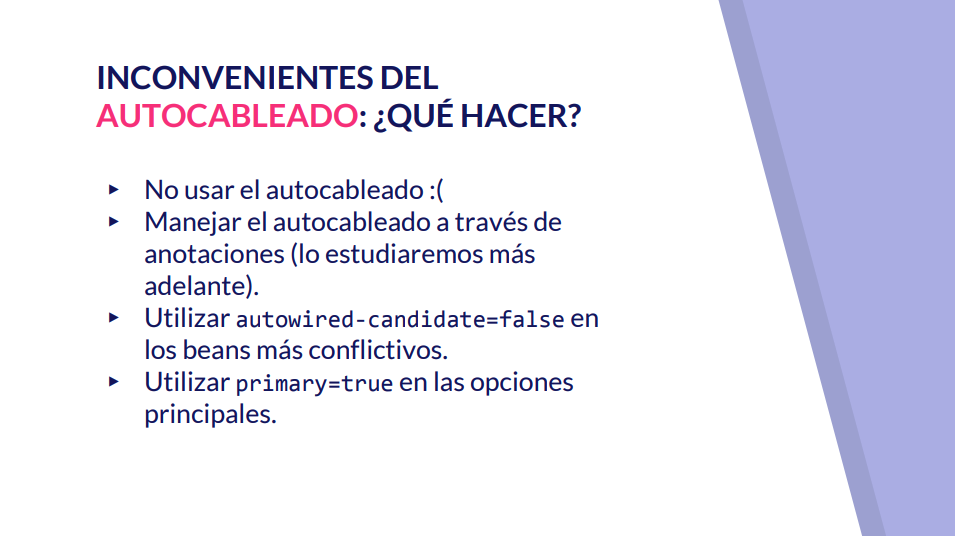 INCONVENIENTES DEL
AUTOCABLEADO: ¿QUÉ HACER?
▸ No usar el autocableado :(
▸ Manejar el autocableado a través de
anotaciones (lo estudiaremos más
adelante).
▸ Utilizar autowired-candidate=false en
los beans más conflictivos.
▸ Utilizar primary=true en las opciones
principales.